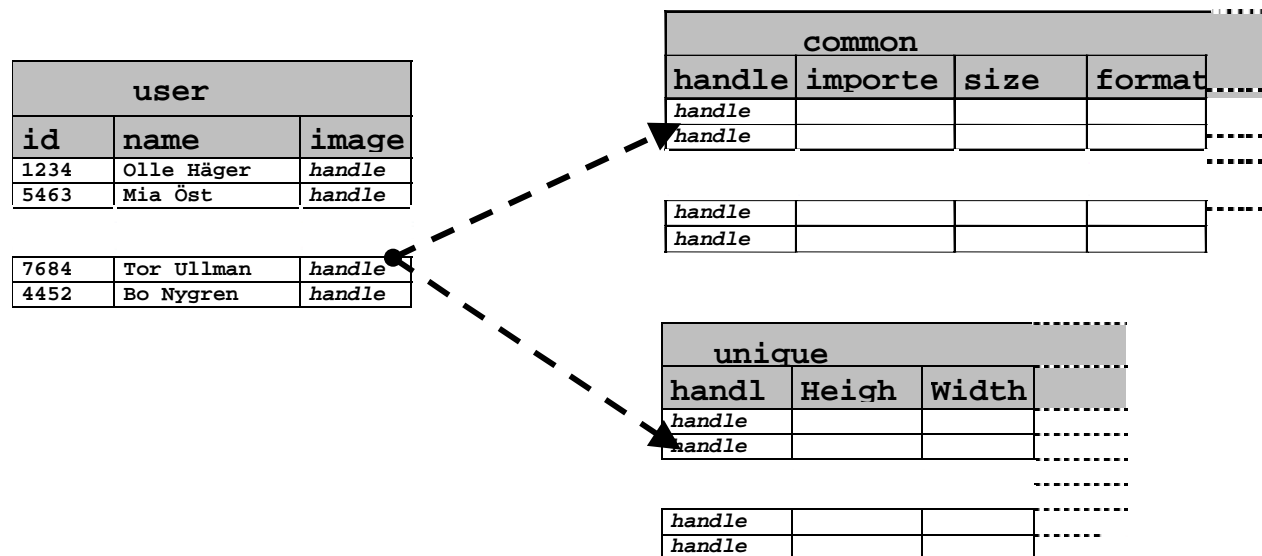 user
id name image
1234 Olle Häger handle
5463 Mia Öst handle
7684 Tor Ullman handle
4452 Bo Nygren handle
common
handle importe size format
handle
handle
handle
handle
unique
handl Heigh Width
handle
handle
handle
handle